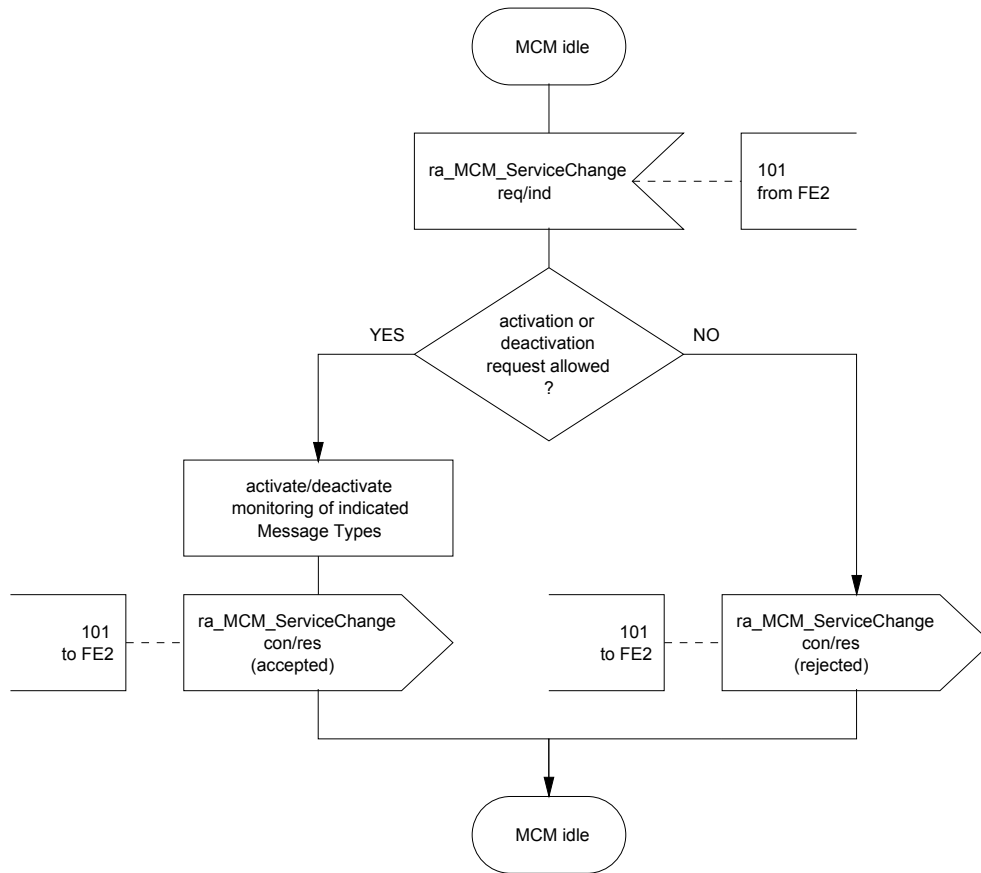 MCM idle
ra_MCM_ServiceChange
req/ind
101
from FE2
YES
activation or
deactivation
request allowed
?
NO
activate/deactivate
monitoring of indicated
Message Types
101
to FE2
ra_MCM_ServiceChange
con/res
(accepted)
101
to FE2
ra_MCM_ServiceChange
con/res
(rejected)
MCM idle